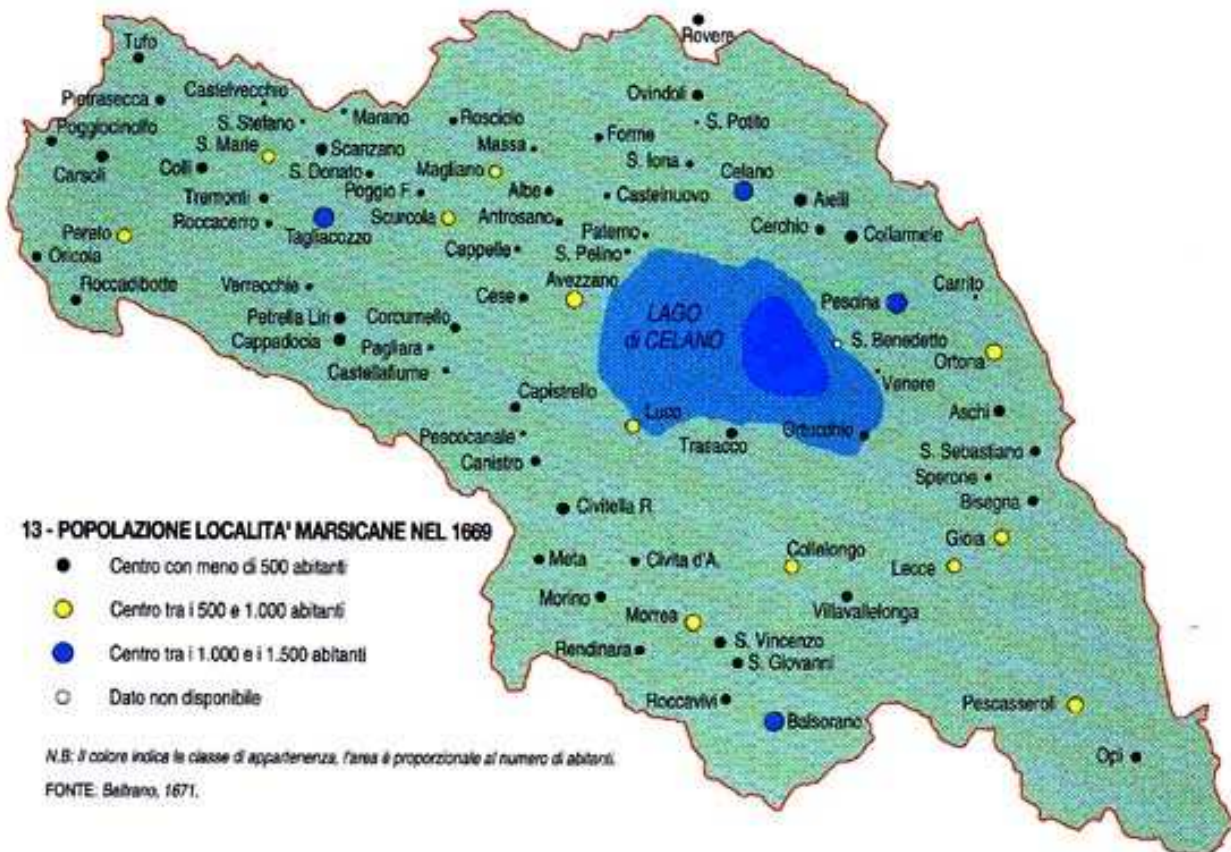 Rovere
Tufo
Castelvecchio
Pietrasecca
Ovindoli
Marano
Rosciolo
S. Stefano
S. Potito
Poggiocinolfo
Forme
S. Marie
Scanzano
Massa
S. Iona
Carsoli
Colli
S. Donato
Magliano
Celano
Tremonti
Poggio F.
Albe
Castelnuovo
Aielli
Roccacerro
Tagliacozzo
Scurcola
Antrosano
Cerchio
Pereto
Paterno
Collarmele
Oricola
Cappelle
S. Pelino
Roccadibotte
Verrecchie
Avezzano
Carrito
Cese
Pescina
LAGO
di CELANO
Petrella Liri
Corcumello
S. Benedetto
Cappadocia
Pagliara
Ortona
Castellafiume
Venere
Capistrello
Luco
Aschi
Pescocanale
Trasacco
Ortucchio
Canistro
S. Sebastiano
Sperone
Bisegna
Civitella R.
13 - POPOLAZIONE LOCALITA' MARSICANE NEL 1669
Gioia
Centro con meno di 500 abitanti
Meta
Civita d'A.
Collelongo
Lecce
Centro tra i 500 e 1.000 abitanti
Morino
Morrea
Villavallelonga
Centro tra i 1.000 e i 1.500 abitanti
Rendinara
S. Vincenzo
S. Giovanni
Dato non disponibile
Roccavivi
Balsorano
Pescasseroli
Opi
N.B: il colore indica la classe di appartenenza, l'area è proporzionale al numero di abitanti.
FONTE: Beltrano, 1671.